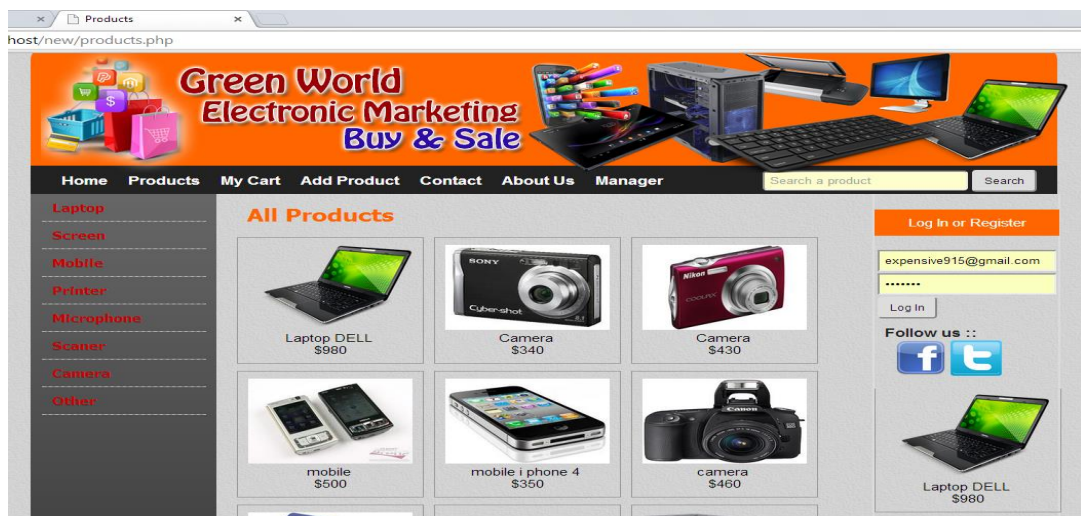 Products
host/new/products.php
Green World
Electronic Marketing
Buy & Sale
Home Products My Cart Add Product Contact About Us Manager
Search a product
Search
Laptop
Screen
Mobile
Printer
Microphone
Scaner
Camera
Other
All Products
SONY
Cyber-shot
Nikon
COOLPIX
Laptop DELL
$980
Camera
$340
Camera
$430
Canon
mobile
$500
mobile i phone 4
$350
camera
$460
Log In or Register
expensive915@gmail.com
•••••••
Log In
Follow us ::
f
t
Laptop DELL
$980